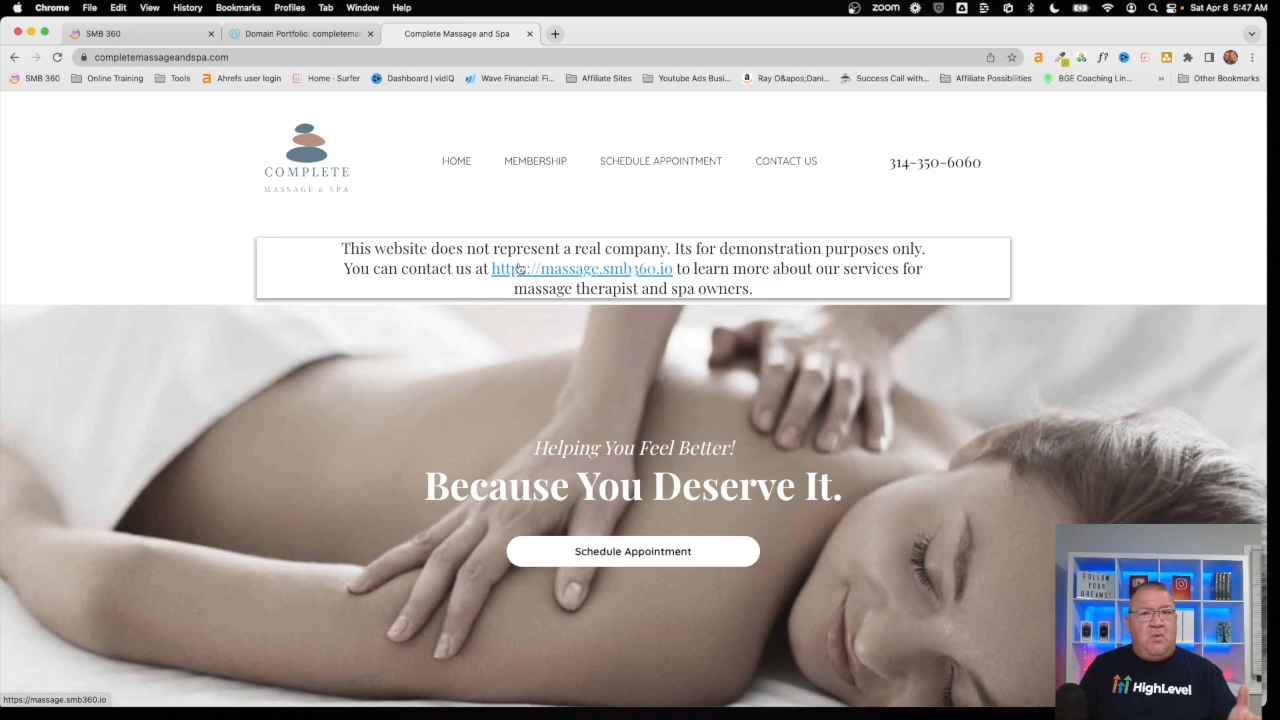 Chrome File Edit View History Bookmarks Profiles Tab Window Help zoom Sat Apr 8 5:47 AM
SMB 360 Domain Portfolio: completemas Complete Massage and Spa
completemassageandspa.com
SMB 360 Online Training Tools Ahrefs user login Home · Surfer Dashboard | vidIQ Wave Financial: Fi... Affiliate Sites Youtube Ads Busi... Ray O&apos;Dani... Success Call with... Affiliate Possibilities BGE Coaching Lin... » Other Bookmarks
COMPLETE
MASSAGE & SPA
HOME MEMBERSHIP SCHEDULE APPOINTMENT CONTACT US 314-350-6060
This website does not represent a real company. Its for demonstration purposes only.
You can contact us at https://massage.smb360.io to learn more about our services for
massage therapist and spa owners.
Helping You Feel Better!
Because You Deserve It.
Schedule Appointment
FOLLOW
YOUR
DREAMS!
HighLevel
https://massage.smb360.io